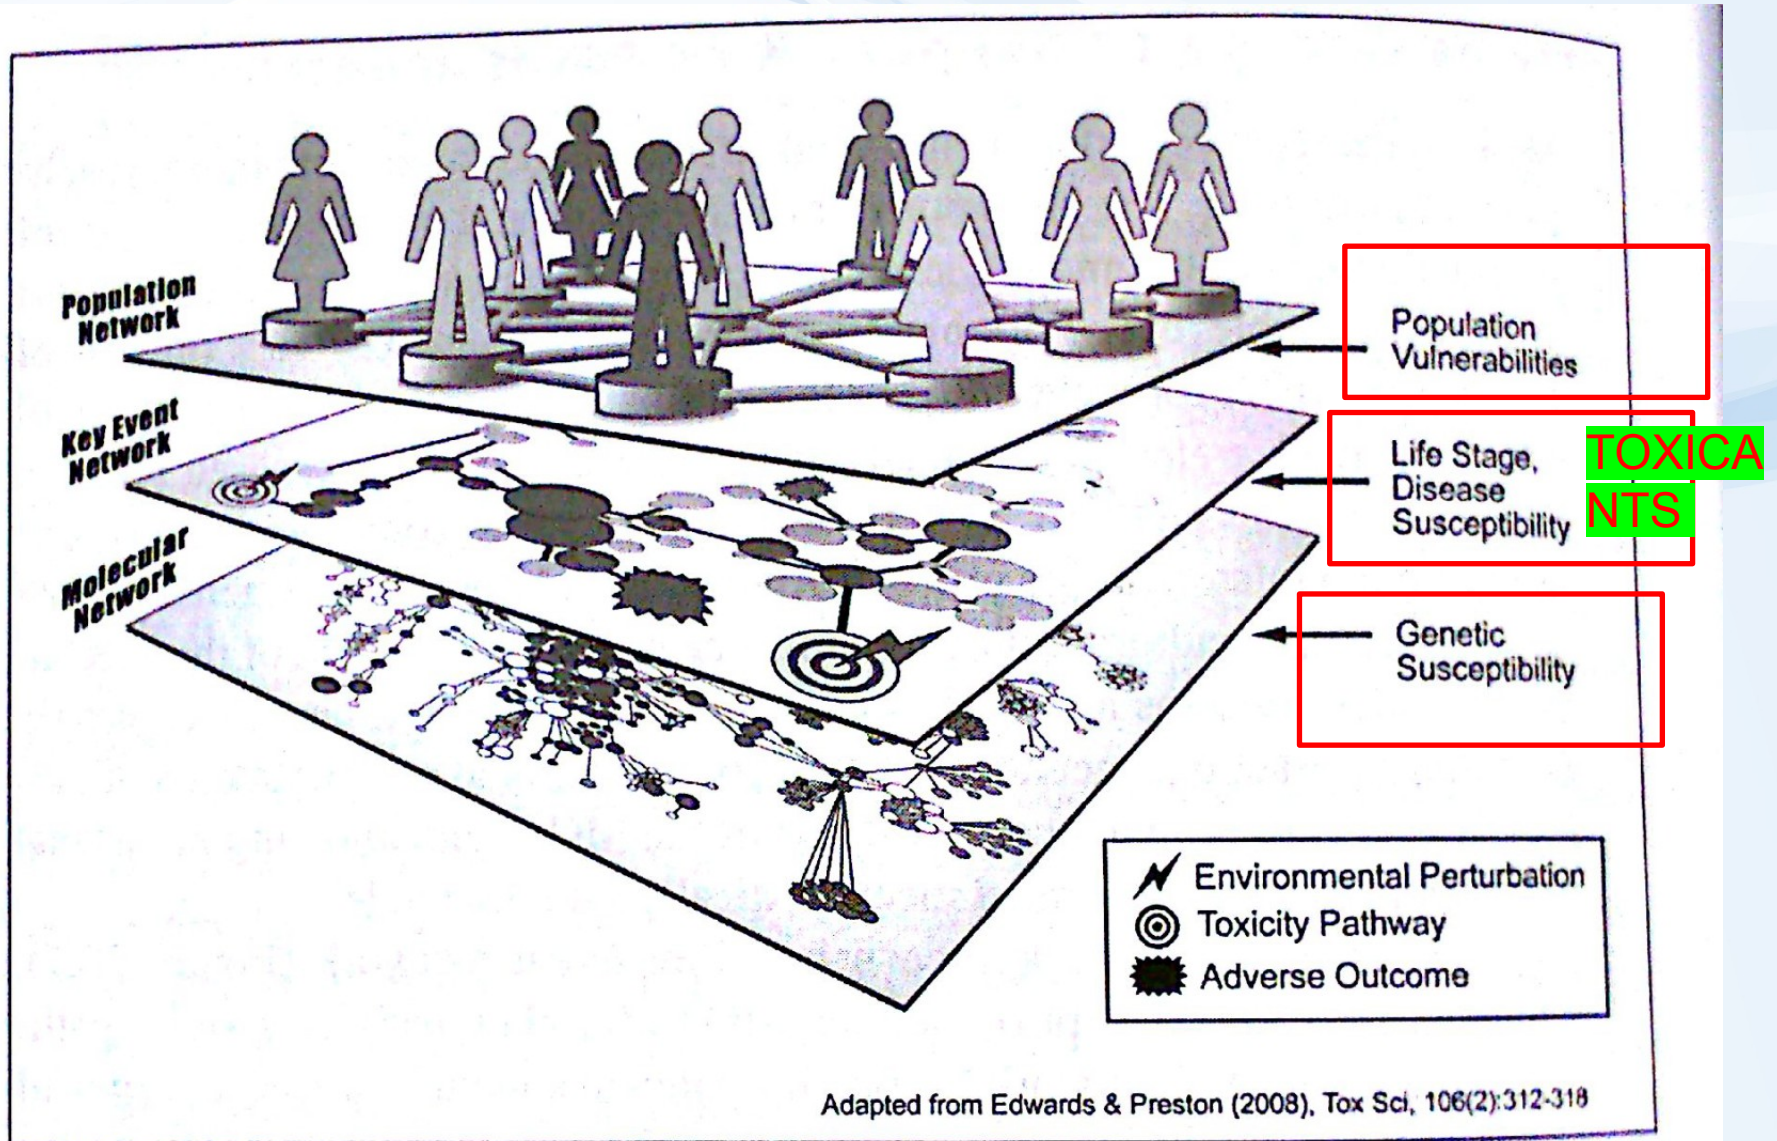 Population
Network
Population
Vulnerabilities
Key Event
Network
Life Stage,
Disease
Susceptibility
TOXICA
NTS
Molecular
Network
Genetic
Susceptibility
Environmental Perturbation
Toxicity Pathway
Adverse Outcome
Adapted from Edwards & Preston (2008), Tox Sci, 106(2):312-318